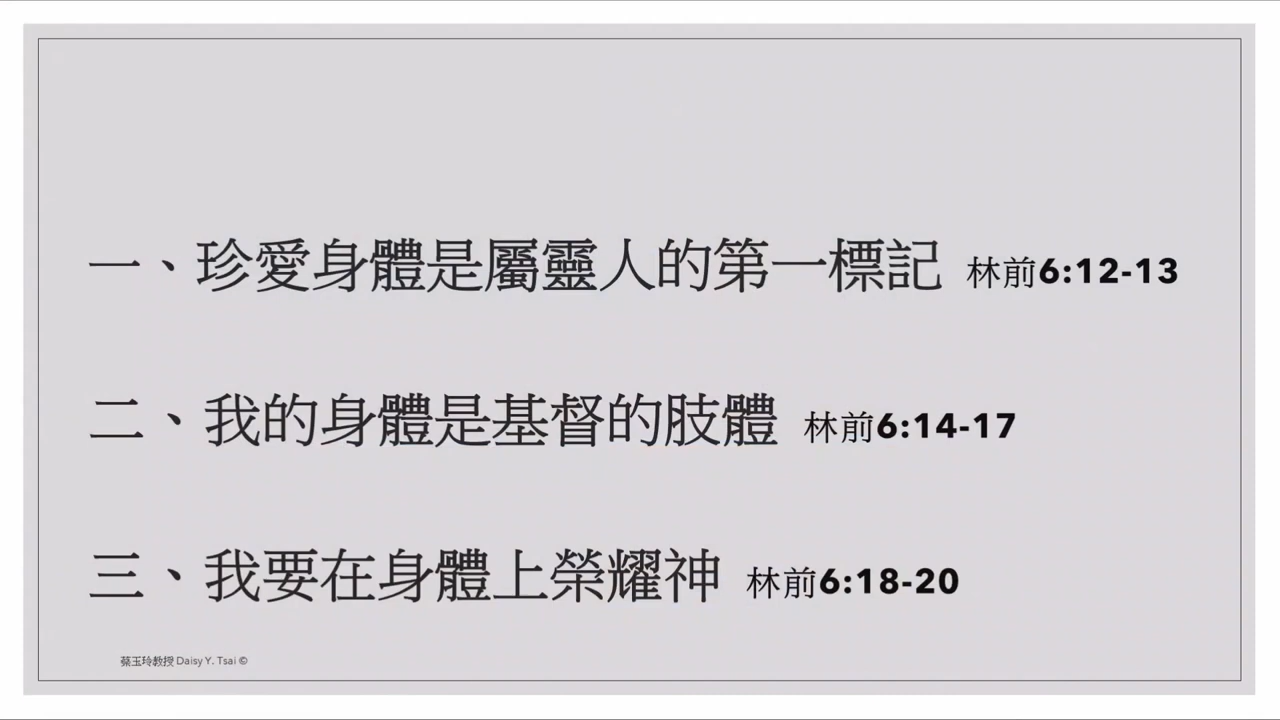 一、珍愛身體是屬靈人的第一標記 林前6:12-13
二、我的身體是基督的肢體 林前6:14-17
三、我要在身體上榮耀神 林前6:18-20
蔡玉玲教授 Daisy Y. Tsai ©